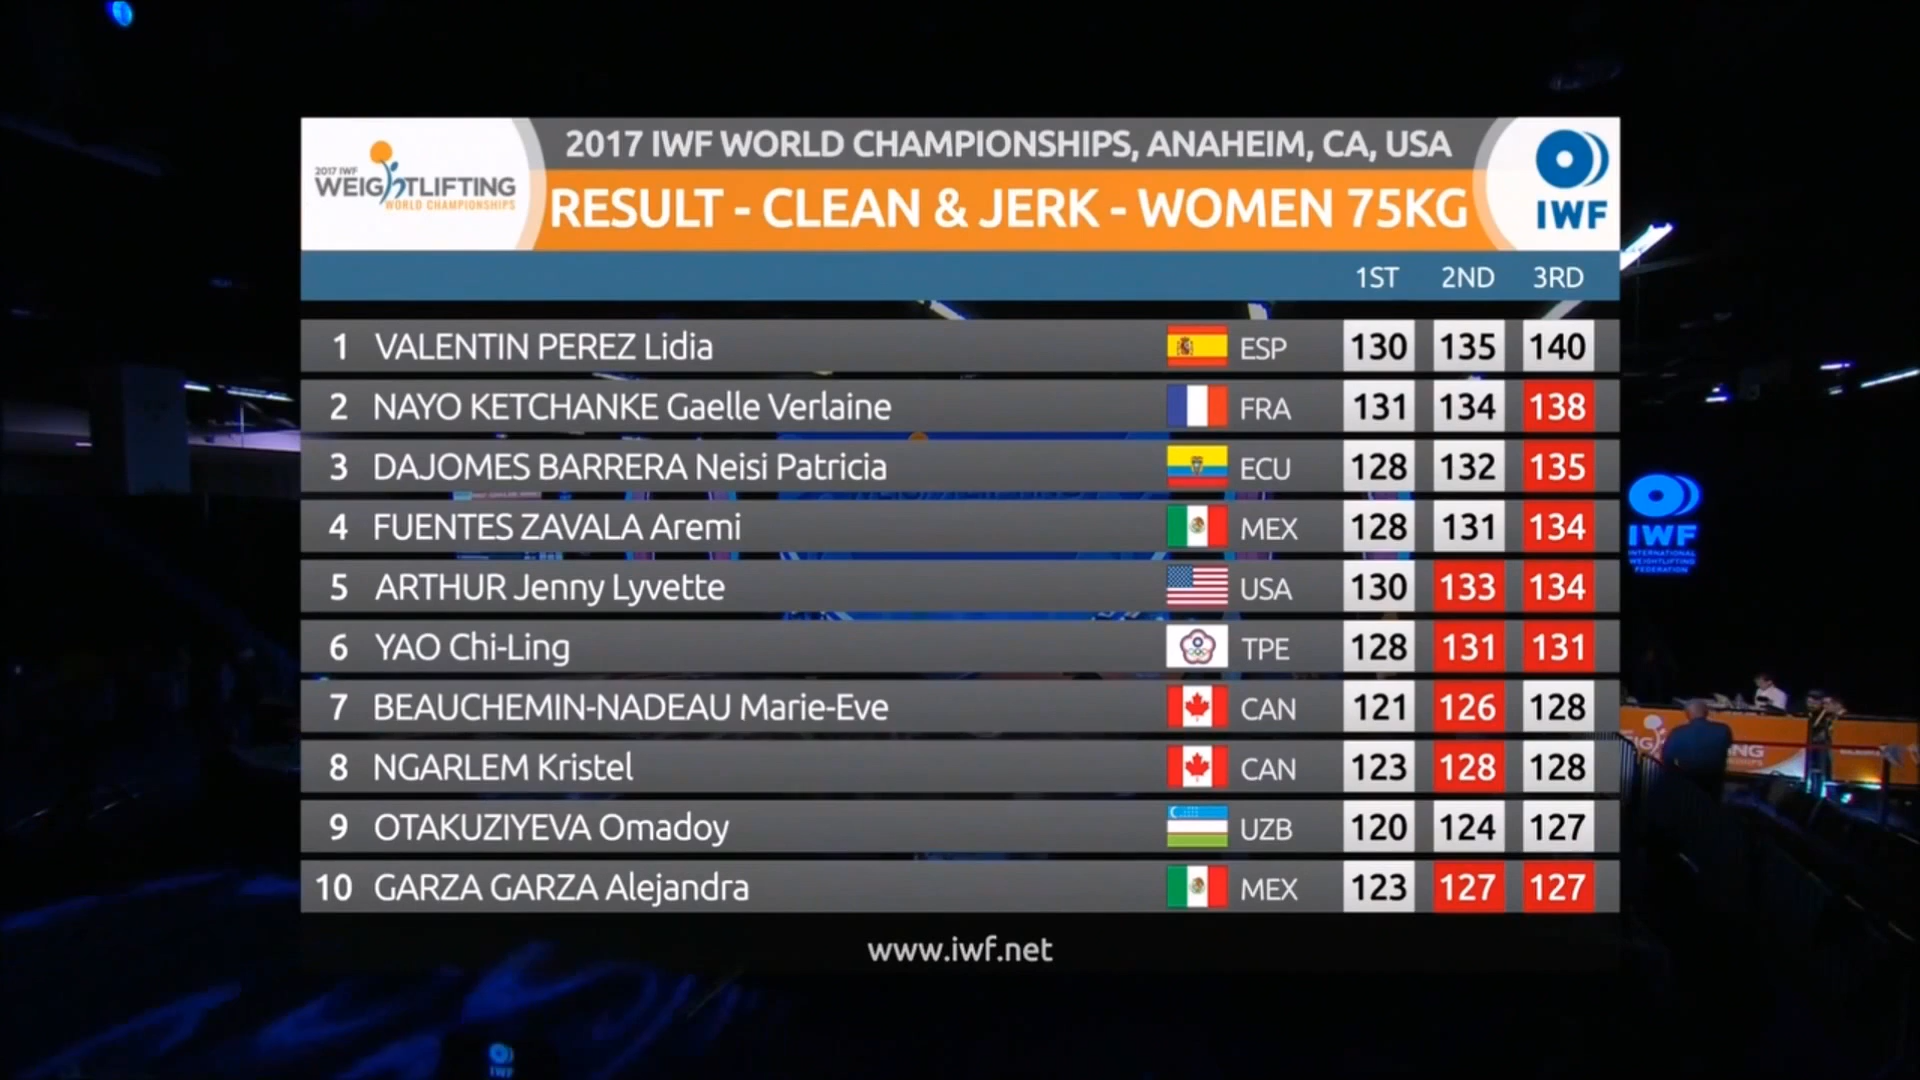 2017 IWF
WEIGHTLIFTING
WORLD CHAMPIONSHIPS
2017 IWF WORLD CHAMPIONSHIPS, ANAHEIM, CA, USA
RESULT - CLEAN & JERK - WOMEN 75KG
IWF
1ST 2ND 3RD
1 VALENTIN PEREZ Lidia ESP 130 135 140
2 NAYO KETCHANKE Gaelle Verlaine FRA 131 134 138
3 DAJOMES BARRERA Neisi Patricia ECU 128 132 135
4 FUENTES ZAVALA Aremi MEX 128 131 134
5 ARTHUR Jenny Lyvette USA 130 133 134
6 YAO Chi-Ling TPE 128 131 131
7 BEAUCHEMIN-NADEAU Marie-Eve CAN 121 126 128
8 NGARLEM Kristel CAN 123 128 128
9 OTAKUZIYEVA Omadoy UZB 120 124 127
10 GARZA GARZA Alejandra MEX 123 127 127
www.iwf.net
IWF
INTERNATIONAL
WEIGHTLIFTING
FEDERATION
IWF